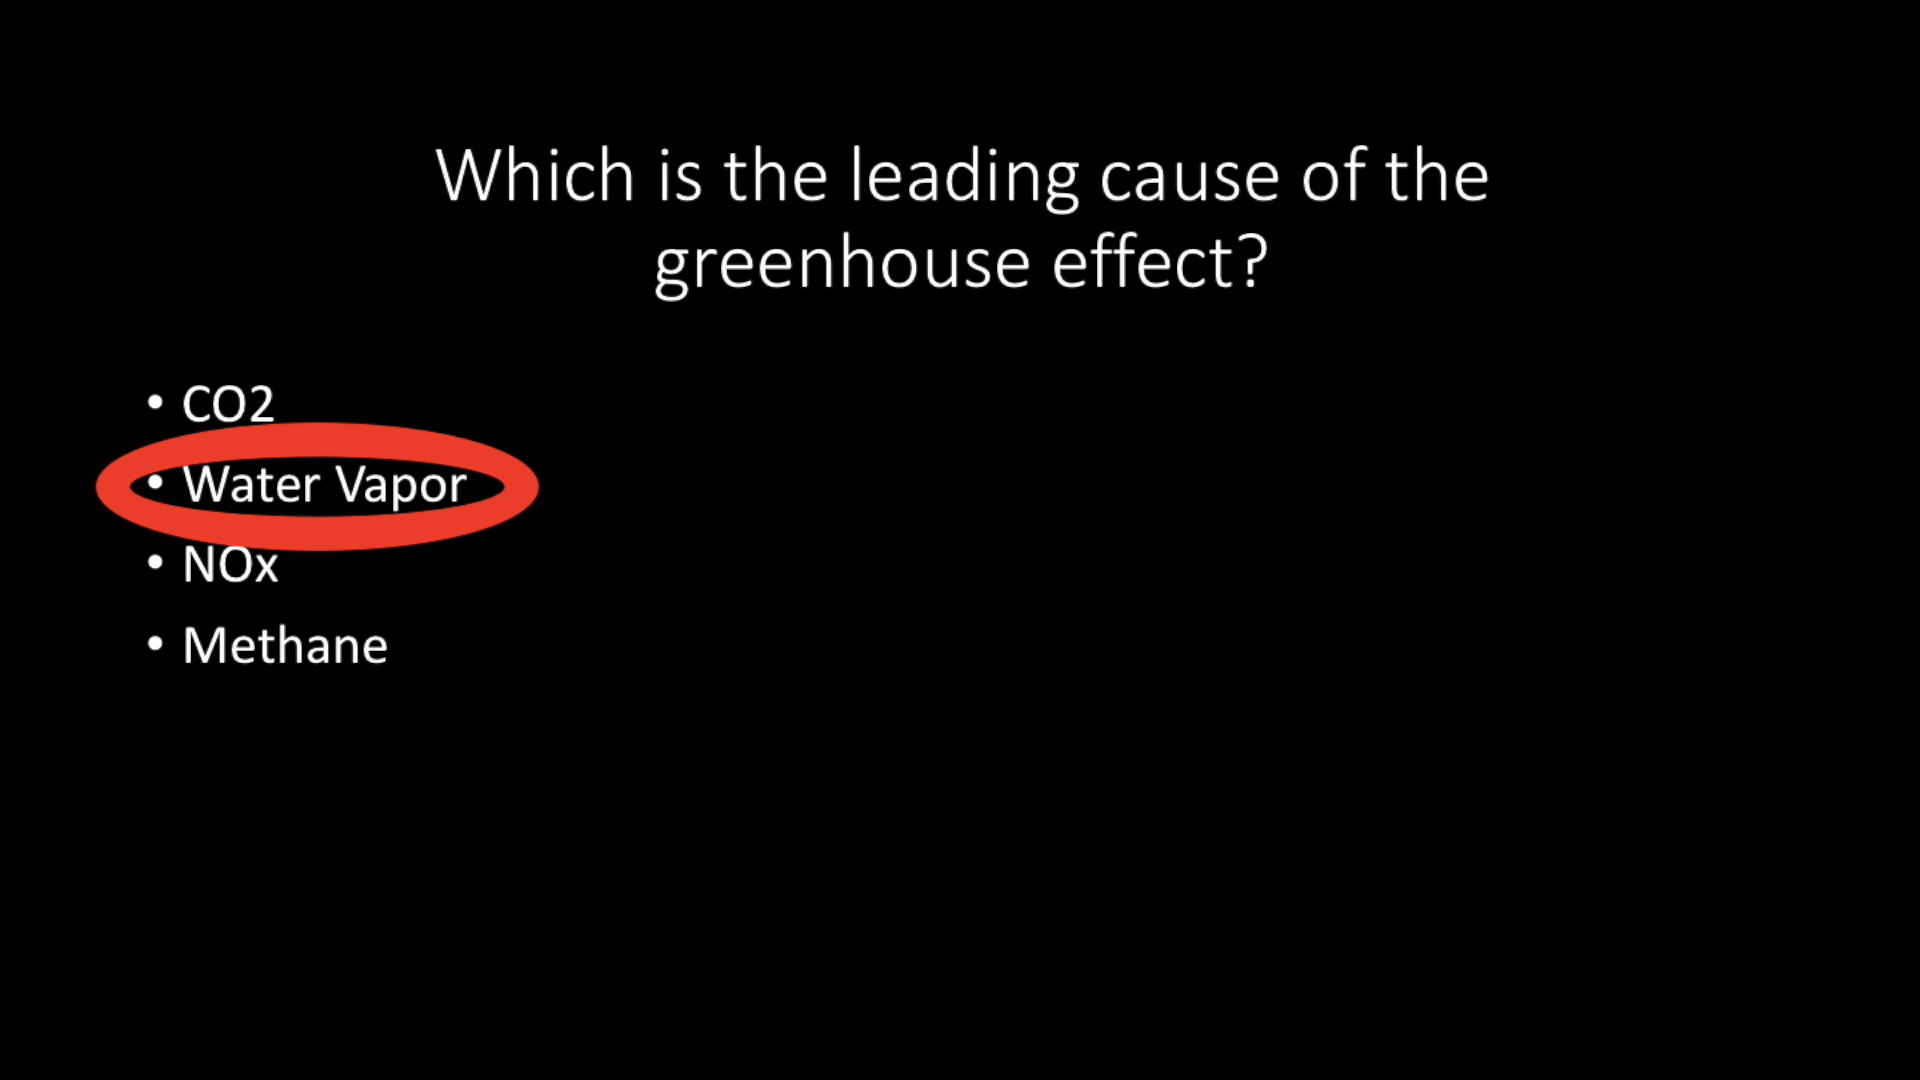 Which is the leading cause of the
greenhouse effect?
• CO2
• Water Vapor
• NOx
• Methane